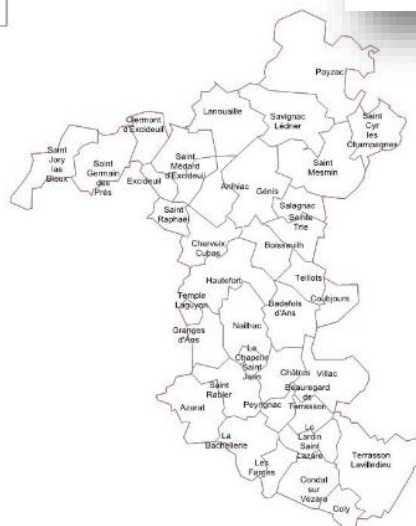 Payzac
Lanouaille
Savignac
Lédrier
Saint
Cyr
les
Champagnes
Clermont
d'Excideuil
Saint
Jory
las
Bloux
Saint
Germain
des
Prés
Excideuil
Saint
Médard
d'Excideuil
Saint
Mesmin
Anlhiac
Génis
Salagnac
Sainte
Trie
Saint
Raphaël
Cherveix
Cubas
Boisseuilh
Hautefort
Teillots
Coubjours
Temple
Laguyon
Badefols
d'Ans
Granges
d'Ans
Nailhac
La
Chapelle
Saint
Jean
Châtres
Villac
Beauregard
de
Terrasson
Saint
Rabier
Azerat
Peyrignac
La
Bachellerie
Le
Lardin
Saint
Lazare
Terrasson
Lavilledieu
Les
Farges
Condat
sur
Vézère
Coly